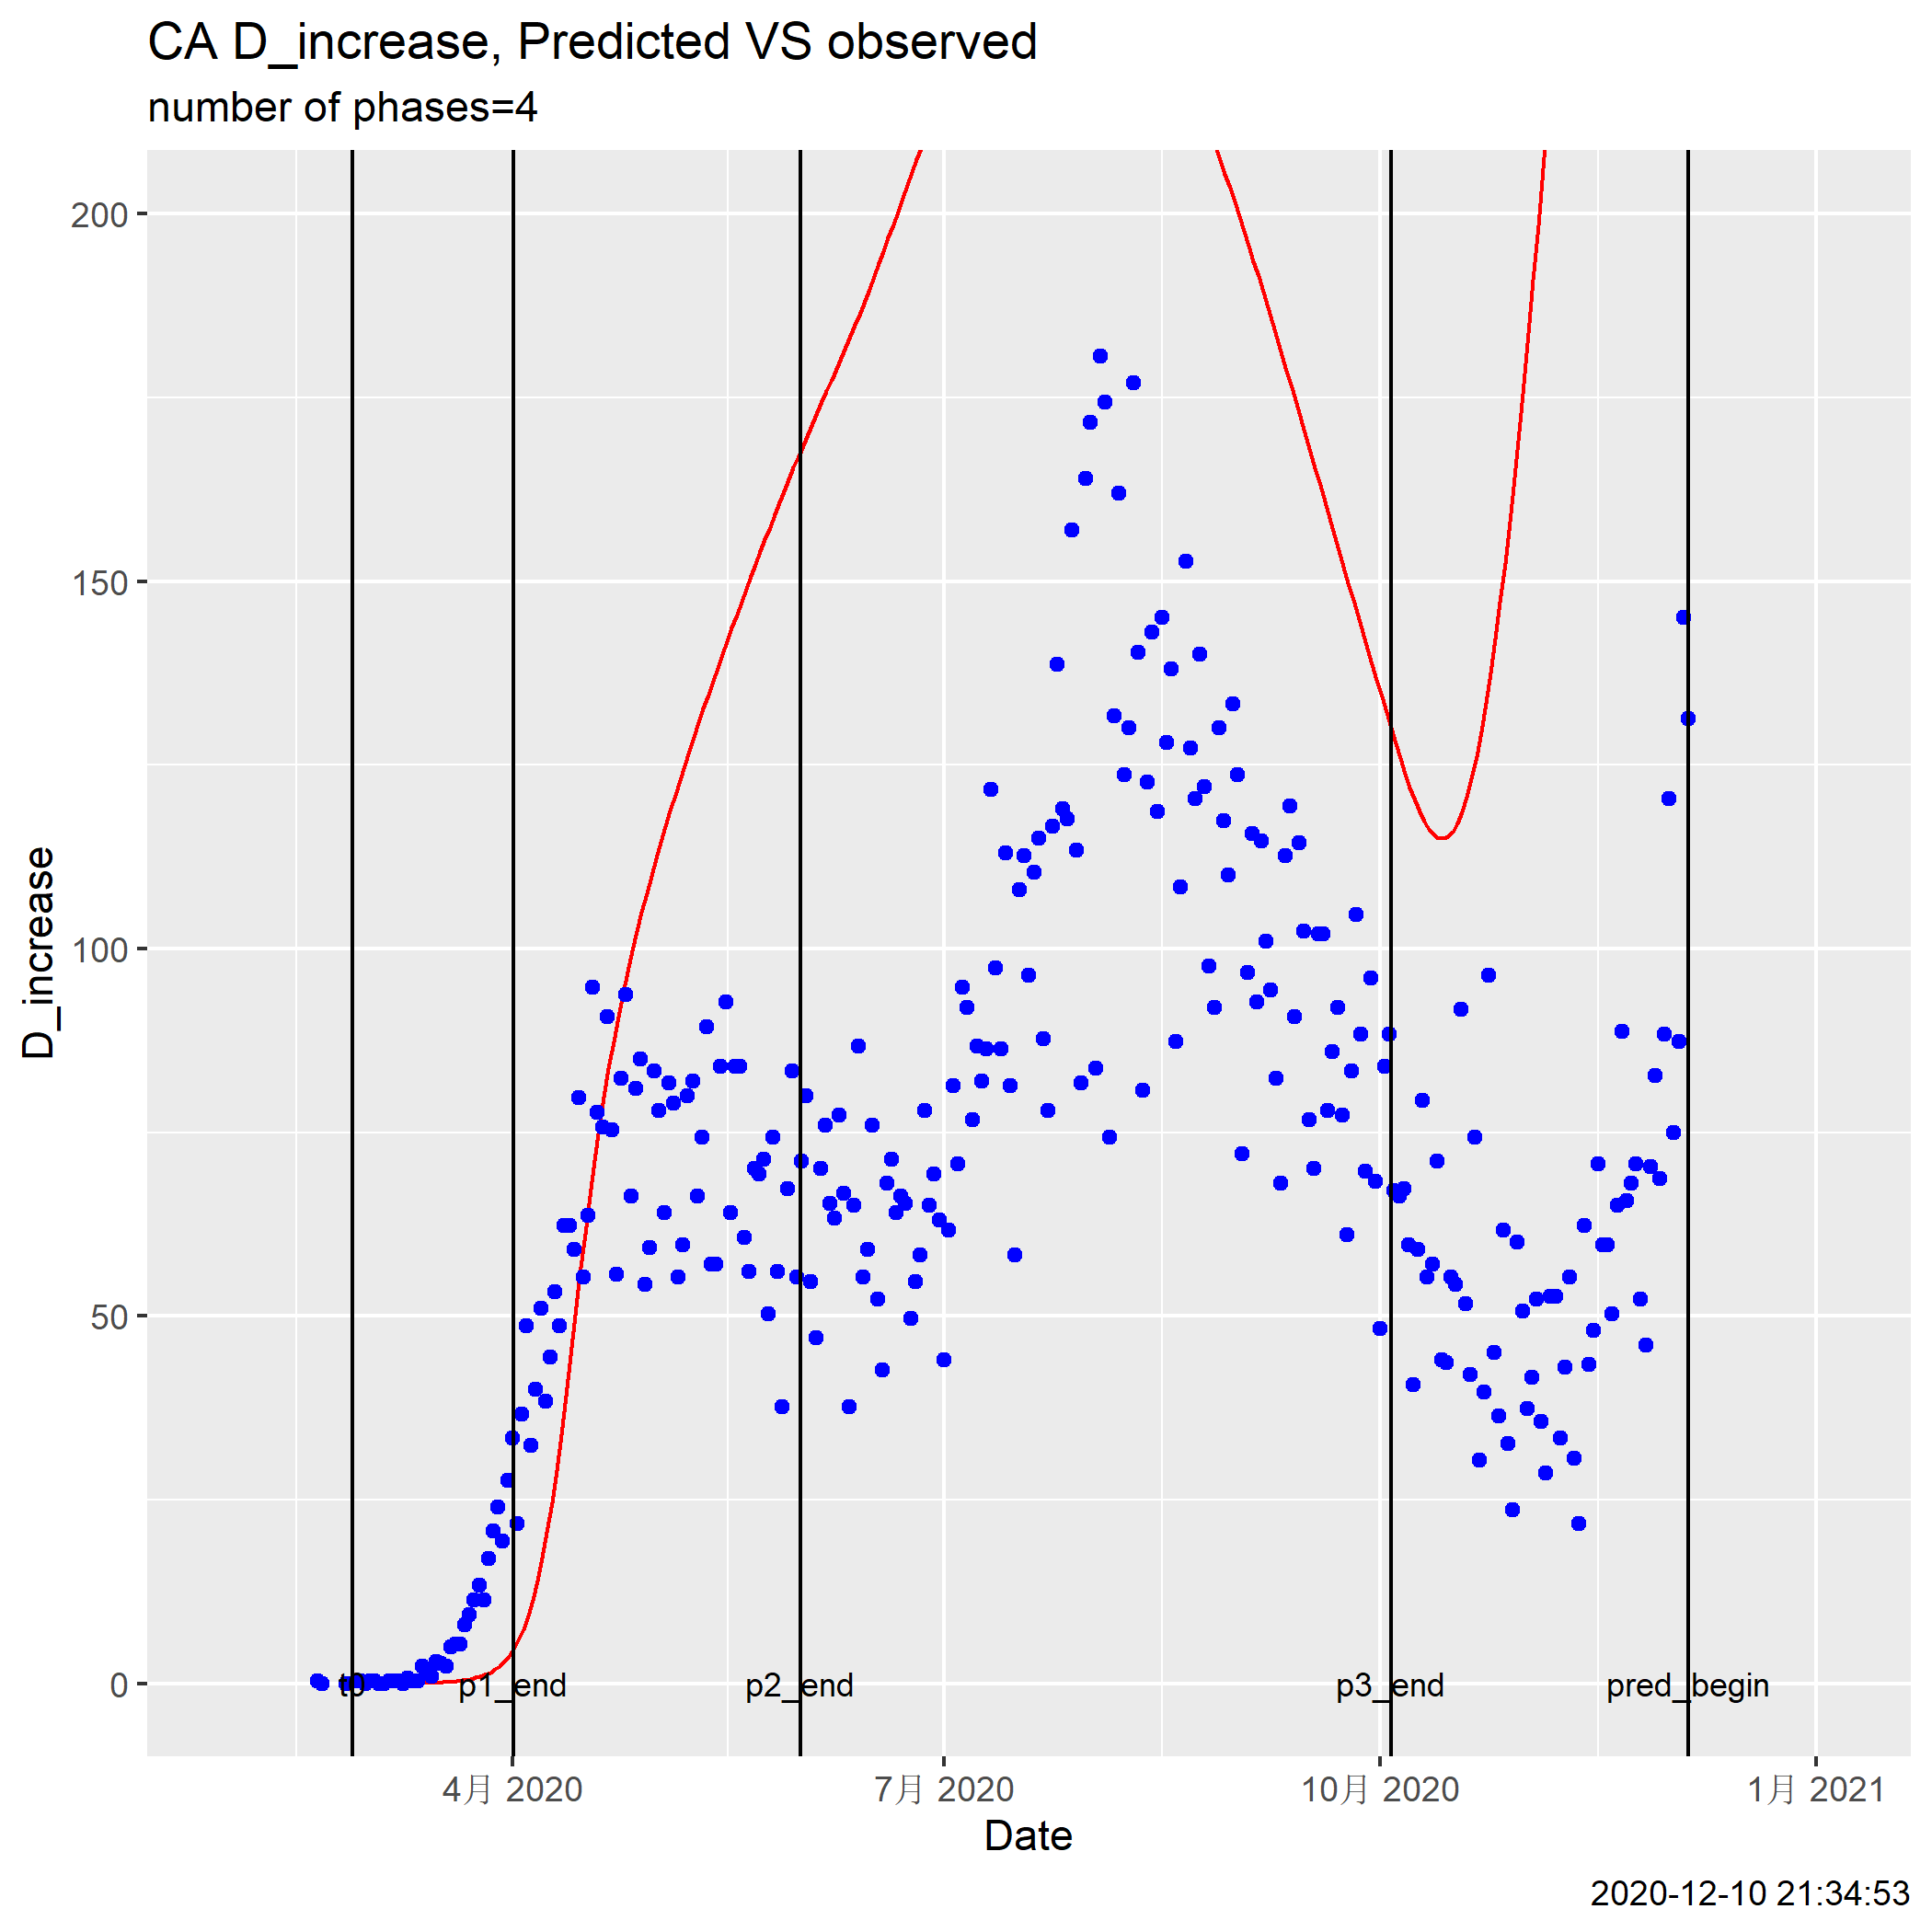 CA D_increase, Predicted VS observed
number of phases=4
200
150
100
50
0
D_increase
t0
p1_end
p2_end
p3_end
pred_begin
4月 2020
7月 2020
10月 2020
1月 2021
Date
2020-12-10 21:34:53